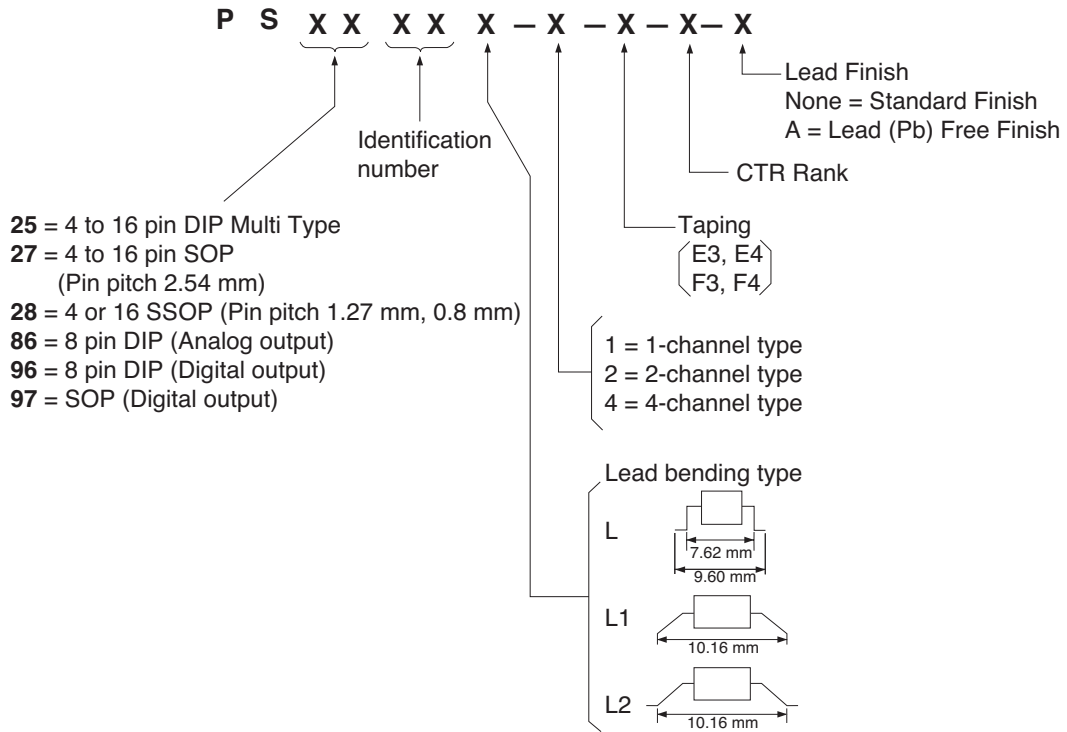 P S X X X X X – X – X – X – X
Lead Finish
None = Standard Finish
A = Lead (Pb) Free Finish
Identification
number
CTR Rank
25 = 4 to 16 pin DIP Multi Type
27 = 4 to 16 pin SOP
(Pin pitch 2.54 mm)
28 = 4 or 16 SSOP (Pin pitch 1.27 mm, 0.8 mm)
86 = 8 pin DIP (Analog output)
96 = 8 pin DIP (Digital output)
97 = SOP (Digital output)
Taping
E3, E4
F3, F4
1 = 1-channel type
2 = 2-channel type
4 = 4-channel type
Lead bending type
L
7.62 mm
9.60 mm
L1
10.16 mm
L2
10.16 mm